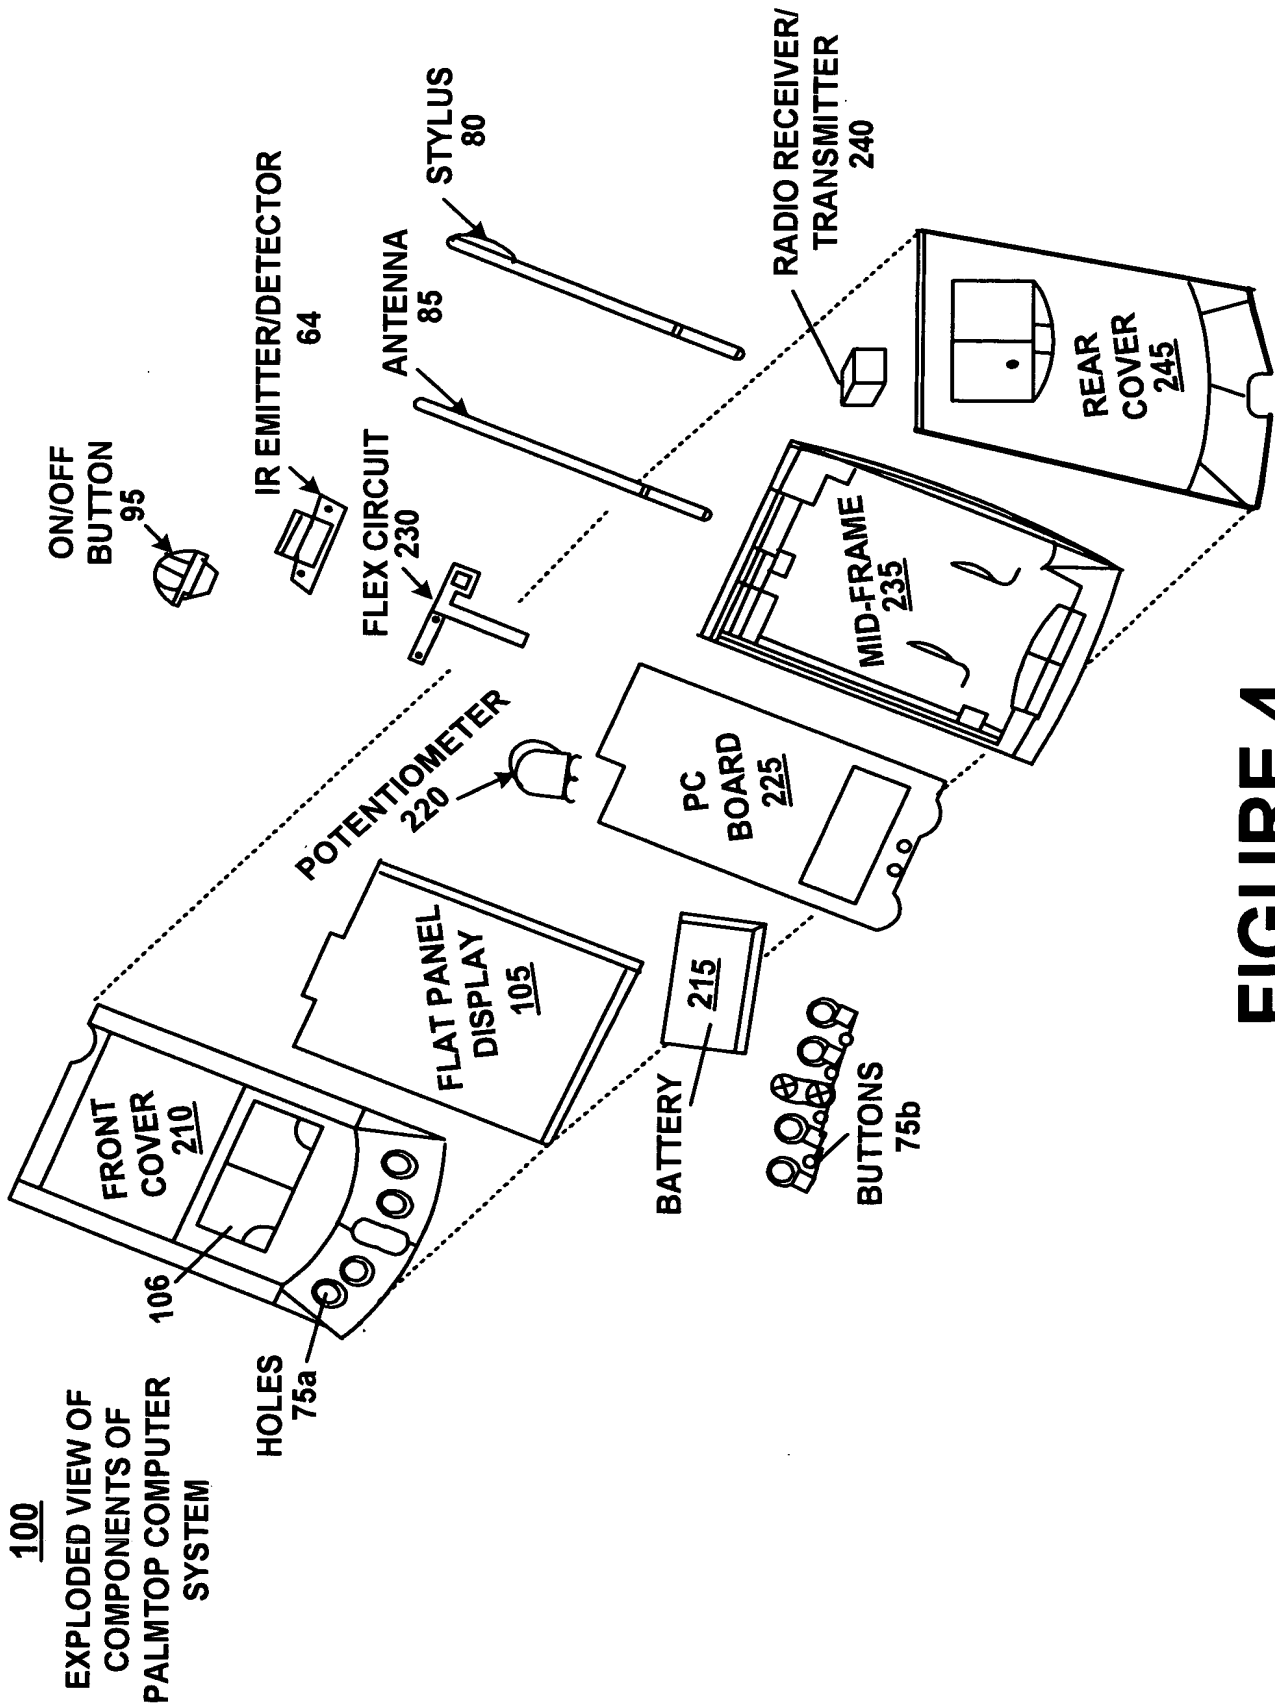 100
EXPLODED VIEW OF
COMPONENTS OF
PALMTOP COMPUTER
SYSTEM
ON/OFF
BUTTON
95
IR EMITTER/DETECTOR
64
FLEX CIRCUIT
230
ANTENNA
85
STYLUS
80
POTENTIOMETER
220
RADIO RECEIVER/
TRANSMITTER
240
FRONT
COVER
210
106
HOLES
75a
FLAT PANEL
DISPLAY
105
BATTERY
215
BUTTONS
75b
PC
BOARD
225
MID-FRAME
235
REAR
COVER
245
FIGURE 4